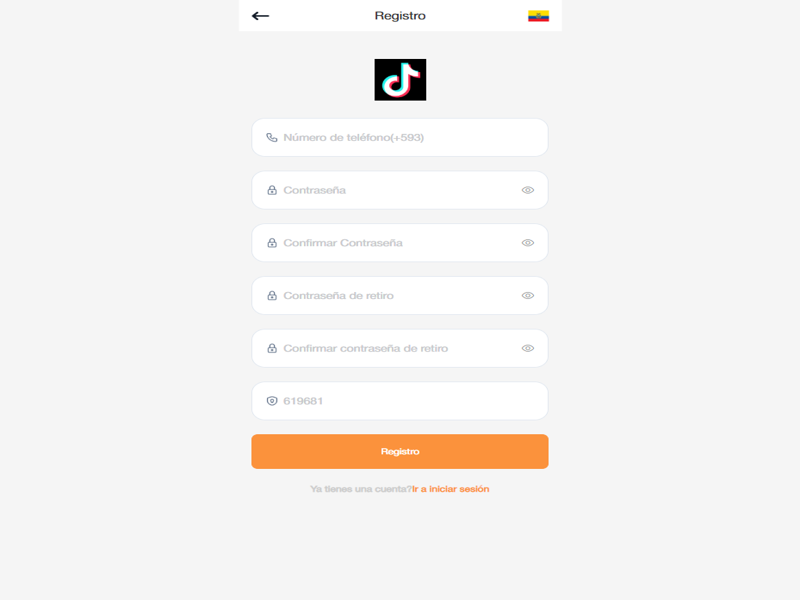 Registro
Número de teléfono(+593)
Contraseña
Confirmar Contraseña
Contraseña de retiro
Confirmar contraseña de retiro
619681
Registro
Ya tienes una cuenta?Ir a iniciar sesión